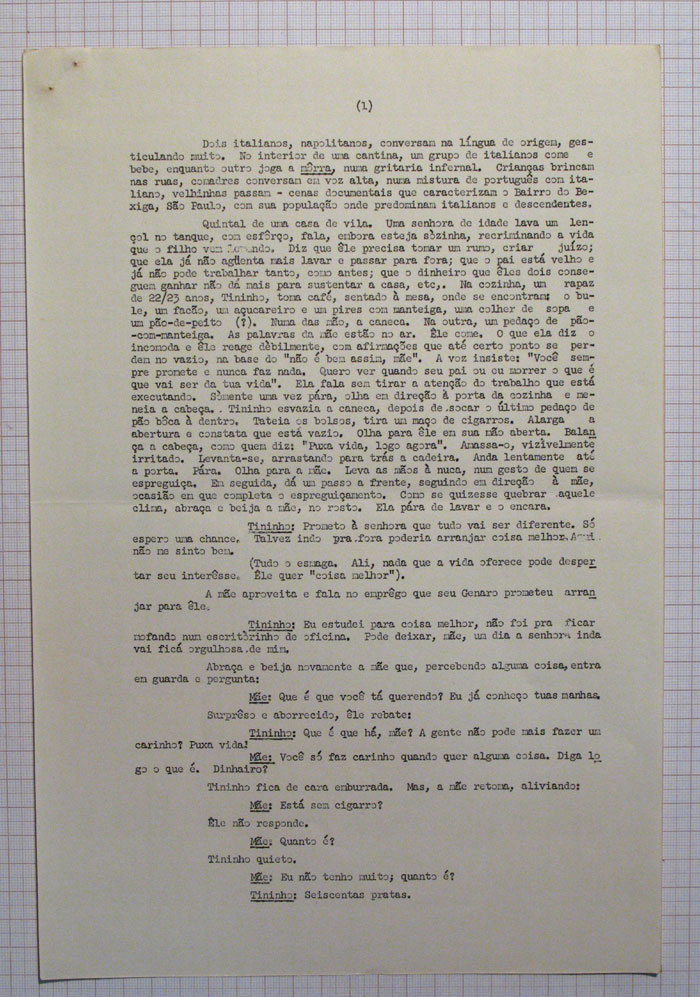 (1)
Dois italianos, napolitanos, conversam na língua de origem, ges-
ticulando muito. No interior de uma cantina, um grupo de italianos come e
bebe, enquanto outro joga a môrra, numa gritaria infernal. Crianças brincam
nas ruas, comadres conversam em voz alta, numa mistura de português com ita-
liano, velhinhas passam - cenas documentais que caracterizam o Bairro do Be-
xiga, São Paulo, com sua população onde predominam italianos e descendentes.
Quintal de uma casa de vila. Uma senhora de idade lava um len-
çol no tanque, com esfôrço, fala, embora esteja sòzinha, recriminando a vida
que o filho vem levando. Diz que êle precisa tomar um rumo, criar juízo;
que ela já não agüenta mais lavar e passar para fora; que o pai está velho e
já não pode trabalhar tanto, como antes; que o dinheiro que êles dois conse-
guem ganhar não dá mais para sustentar a casa, etc,. Na cozinha, um rapaz
de 22/23 anos, Tininho, toma café, sentado à mesa, onde se encontram: o bu-
le, um facão, um açucareiro e um pires com manteiga, uma colher de sopa e
um pão-de-peito (?). Numa das mão, a caneca. Na outra, um pedaço de pão-
-com-manteiga. As palavras da mãe estão no ar. Êle come. O que ela diz o
incomoda e êle reage dèbilmente, com afirmações que até certo ponto se per-
dem no vazio, na base do "não é bem assim, mãe". A voz insiste: "Você sem-
pre promete e nunca faz nada. Quero ver quando seu pai ou eu morrer o que é
que vai ser da tua vida". Ela fala sem tirar a atenção do trabalho que está
executando. Sòmente uma vez pára, olha em direção à porta da cozinha e me-
neia a cabeça. Tininho esvazia a caneca, depois de socar o último pedaço de
pão bôca à dentro. Tateia os bolsos, tira um maço de cigarros. Alarga a
abertura e constata que está vazio. Olha para êle em sua mão aberta. Balan
ça a cabeça, como quem diz: "Puxa vida, logo agora". Amassa-o, vizìvelmente
irritado. Levanta-se, arrastando para trás a cadeira. Anda lentamente até
a porta. Pára. Olha para a mãe. Leva as mãos à nuca, num gesto de quem se
espreguiça. Em seguida, dá um passo a frente, seguindo em direção à mãe,
ocasião em que completa o espreguiçamento. Como se quizesse quebrar aquele
clima, abraça e beija a mãe, no rosto. Ela pára de lavar e o encara.
Tininho: Prometo à senhora que tudo vai ser diferente. Só
espero uma chance. Talvez indo pra fora poderia arranjar coisa melhor. Aqui
não me sinto bem.
(Tudo o esmaga. Ali, nada que a vida oferece pode desper
tar seu interêsse. Êle quer "coisa melhor").
A mãe aproveita e fala no emprêgo que seu Genaro prometeu arran
jar para êle.
Tininho: Eu estudei para coisa melhor, não foi pra ficar
mofando num escritòrinho de oficina. Pode deixar, mãe, um dia a senhora inda
vai ficá orgulhosa de mim.
Abraça e beija novamente a mãe que, percebendo alguma coisa, entra
em guarda e pergunta:
Mãe: Que é que você tá querendo? Eu já conheço tuas manhas.
Surprêso e aborrecido, êle rebate:
Tininho: Que é que há, mãe? A gente não pode mais fazer um
carinho? Puxa vida!
Mãe: Você só faz carinho quando quer alguma coisa. Diga lo
go o que é. Dinhairo?
Tininho fica de cara emburrada. Mas, a mãe retoma, aliviando:
Mãe: Está sem cigarro?
Êle não responde.
Mãe: Quanto é?
Tininho quieto.
Mãe: Eu não tenho muito; quanto é?
Tininho: Seiscentas pratas.